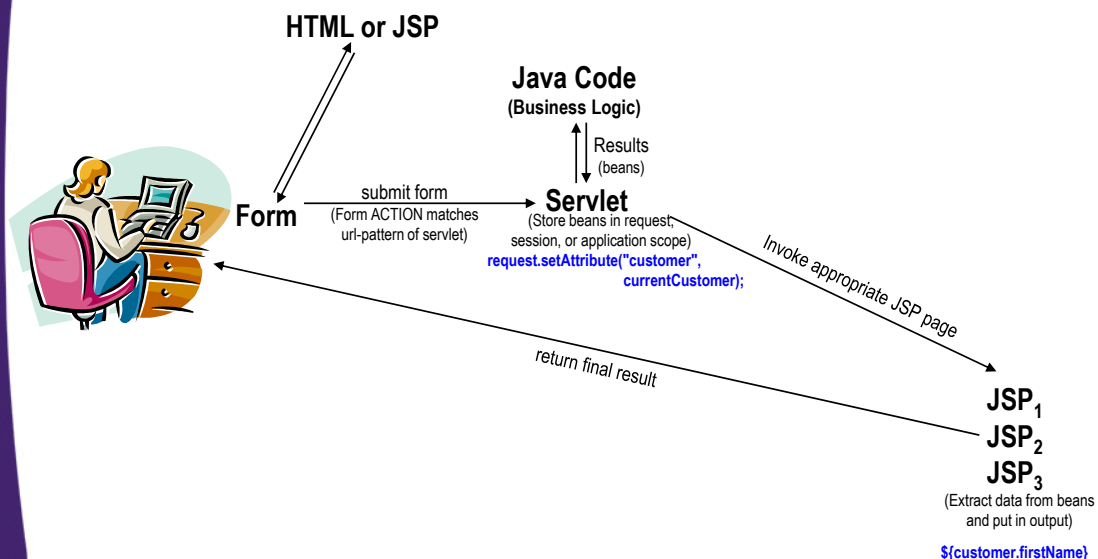 HTML or JSP
Java Code
(Business Logic)
Results
(beans)
submit form
Form
(Form ACTION matches
url-pattern of servlet)
Servlet
(Store beans in request,
session, or application scope)
request.setAttribute("customer",
currentCustomer);
Invoke appropriate JSP page
return final result
JSP1
JSP2
JSP3
(Extract data from beans
and put in output)
${customer.firstName}